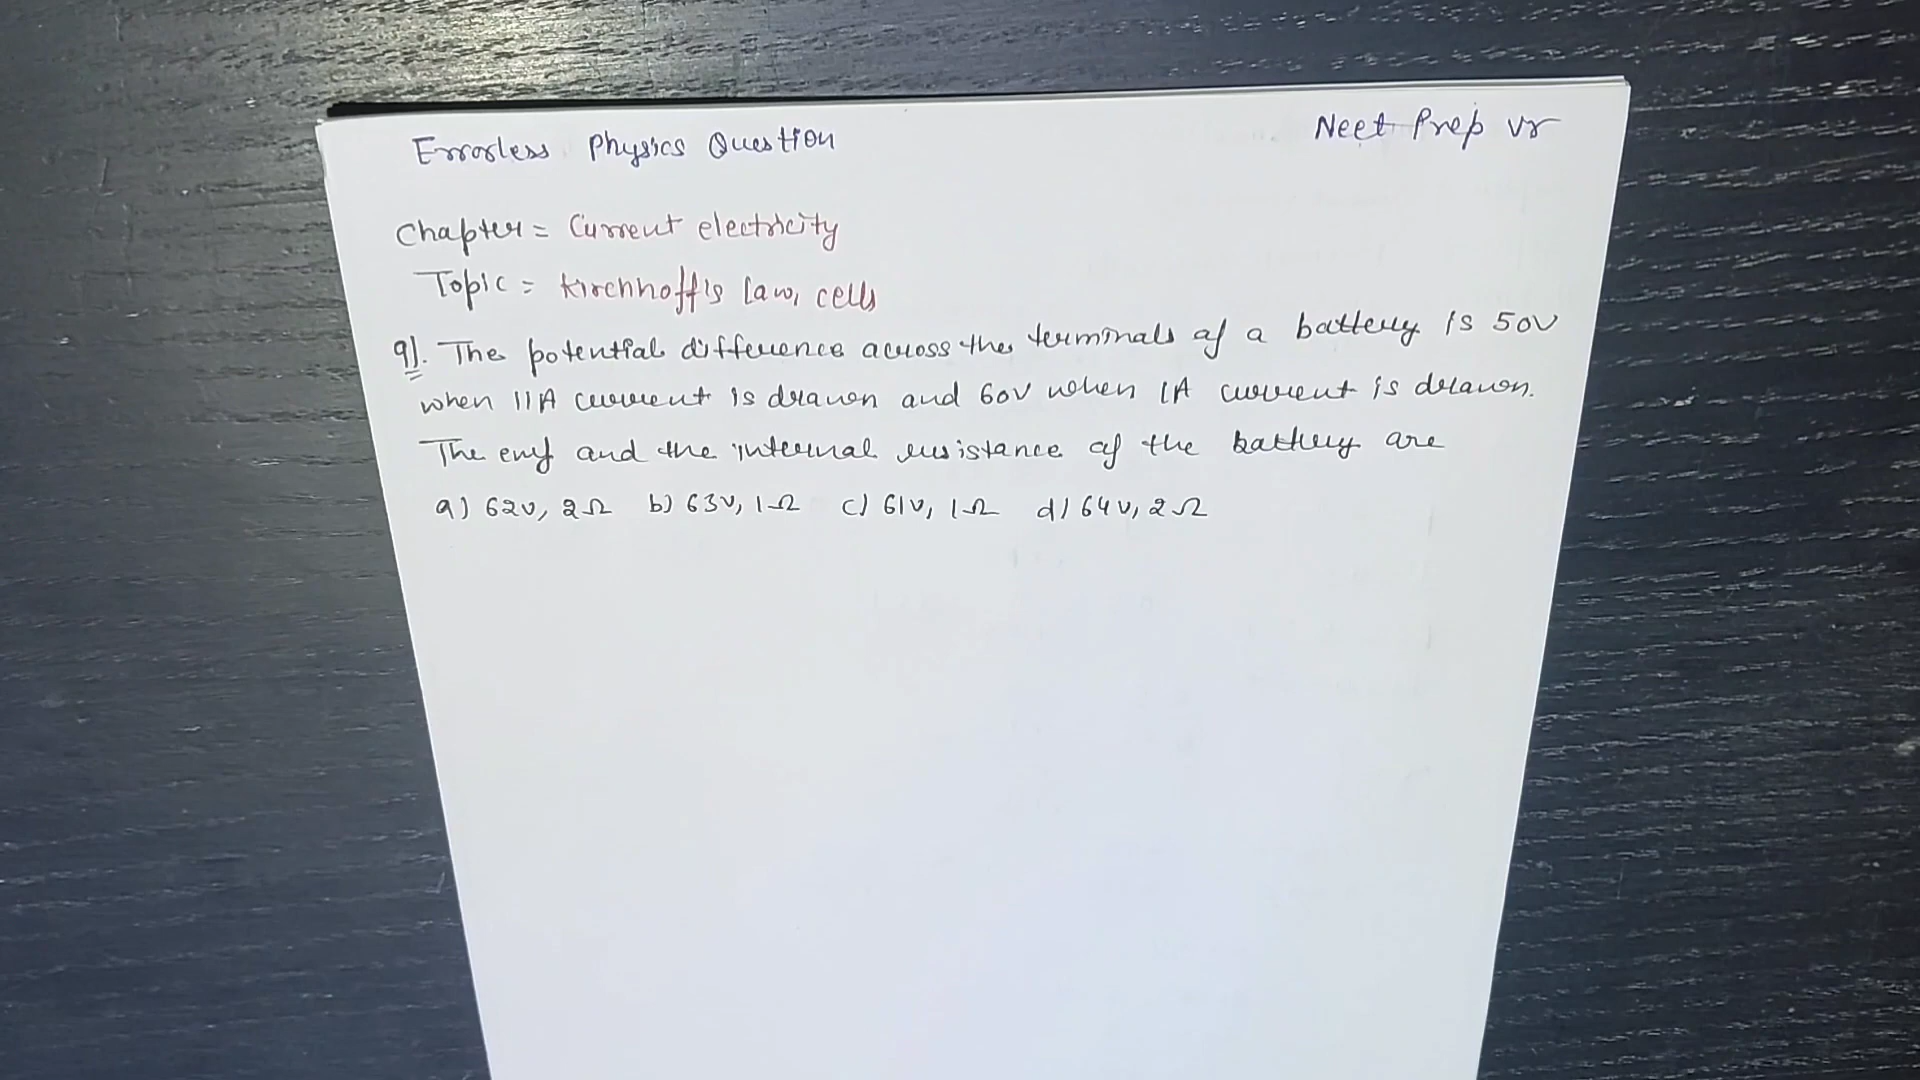 Errorless Physics Question
Neet Prep vr
Chapter = Current electricity
Topic = Kirchhoff's law, cells
9). The potential difference across the terminals of a battery is 50V
when 11A current is drawn and 60V when 1A current is drawn.
The emf and the internal resistance of the battery are
a) 62V, 2Ω b) 63V, 1Ω c) 61V, 1Ω d) 64V, 2Ω